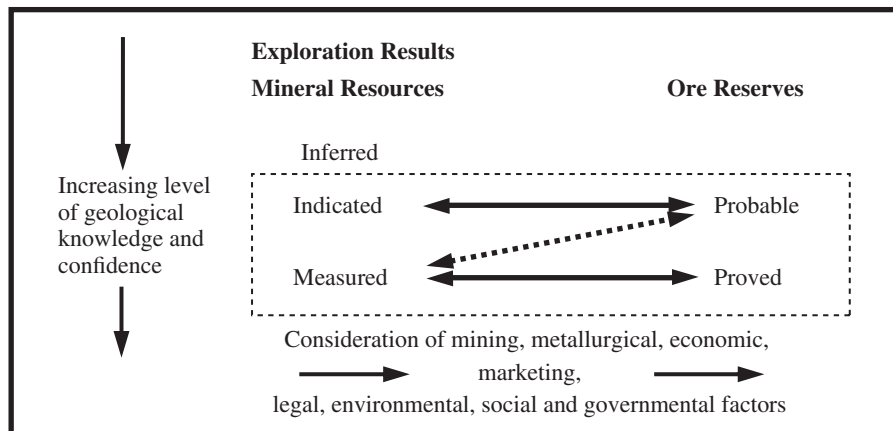 Exploration Results
Mineral Resources Ore Reserves
Inferred
Increasing level
of geological
knowledge and
confidence
Indicated Probable
Measured Proved
Consideration of mining, metallurgical, economic,
marketing,
legal, environmental, social and governmental factors